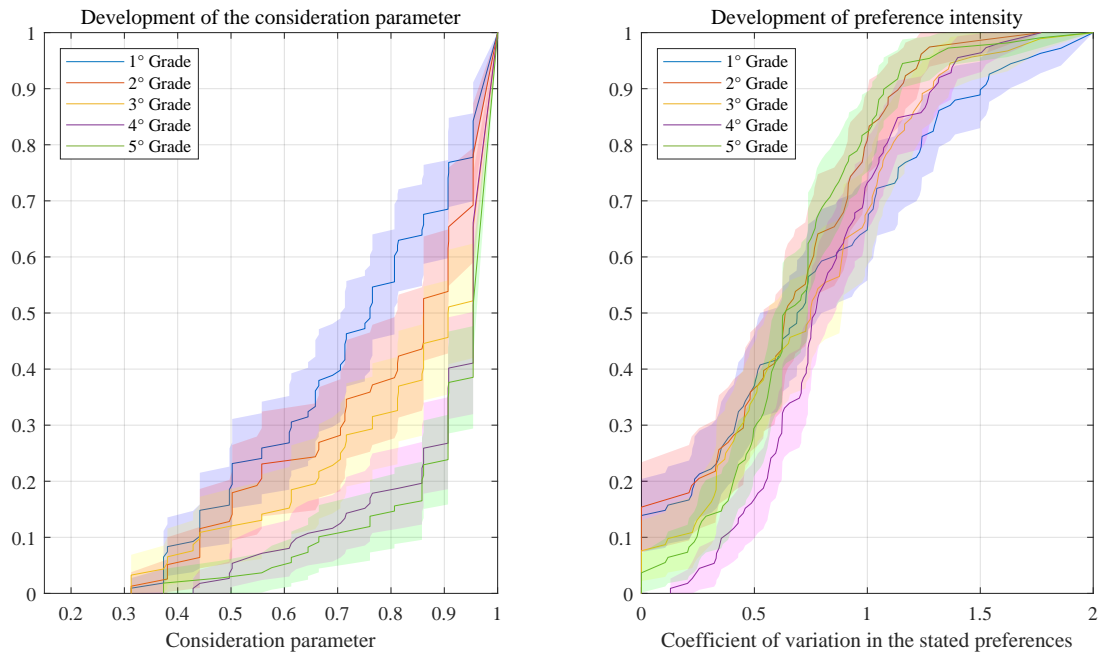 Development of the consideration parameter
1
0.9
0.8
0.7
0.6
0.5
0.4
0.3
0.2
0.1
0
1° Grade
2° Grade
3° Grade
4° Grade
5° Grade
0.2 0.3 0.4 0.5 0.6 0.7 0.8 0.9 1
Consideration parameter
Development of preference intensity
1
0.9
0.8
0.7
0.6
0.5
0.4
0.3
0.2
0.1
0
1° Grade
2° Grade
3° Grade
4° Grade
5° Grade
0 0.5 1 1.5 2
Coefficient of variation in the stated preferences